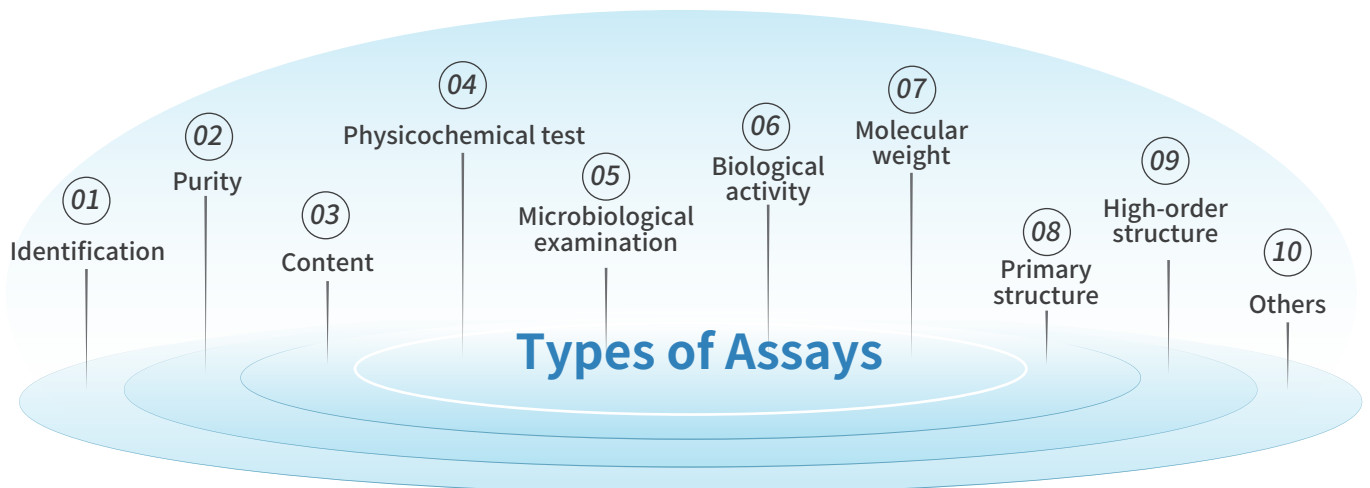 01
Identification
02
Purity
03
Content
04
Physicochemical test
05
Microbiological
examination
06
Biological
activity
07
Molecular
weight
08
Primary
structure
09
High-order
structure
10
Others
Types of Assays